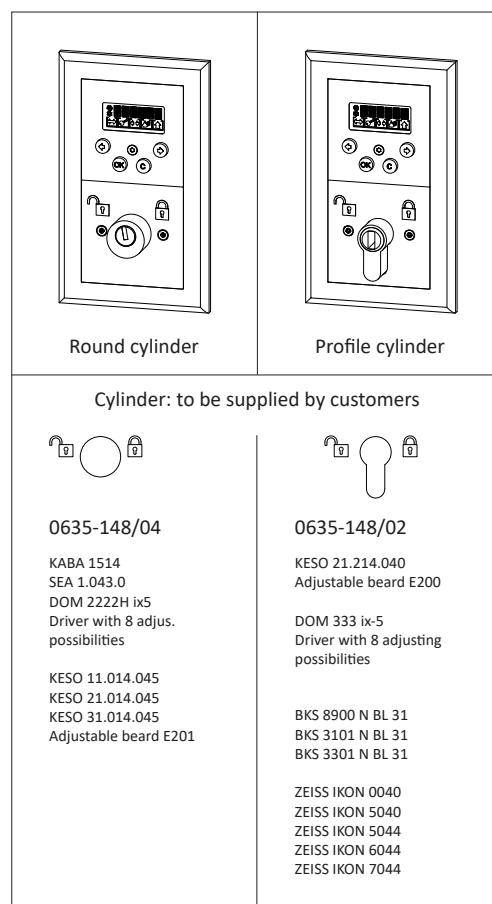 OK
C
Round cylinder
OK
C
Profile cylinder
Cylinder: to be supplied by customers
0635-148/04
KABA 1514
SEA 1.043.0
DOM 2222H ix5
Driver with 8 adjus.
possibilities
KESO 11.014.045
KESO 21.014.045
KESO 31.014.045
Adjustable beard E201
0635-148/02
KESO 21.214.040
Adjustable beard E200
DOM 333 ix-5
Driver with 8 adjusting
possibilities
BKS 8900 N BL 31
BKS 3101 N BL 31
BKS 3301 N BL 31
ZEISS IKON 0040
ZEISS IKON 5040
ZEISS IKON 5044
ZEISS IKON 6044
ZEISS IKON 7044